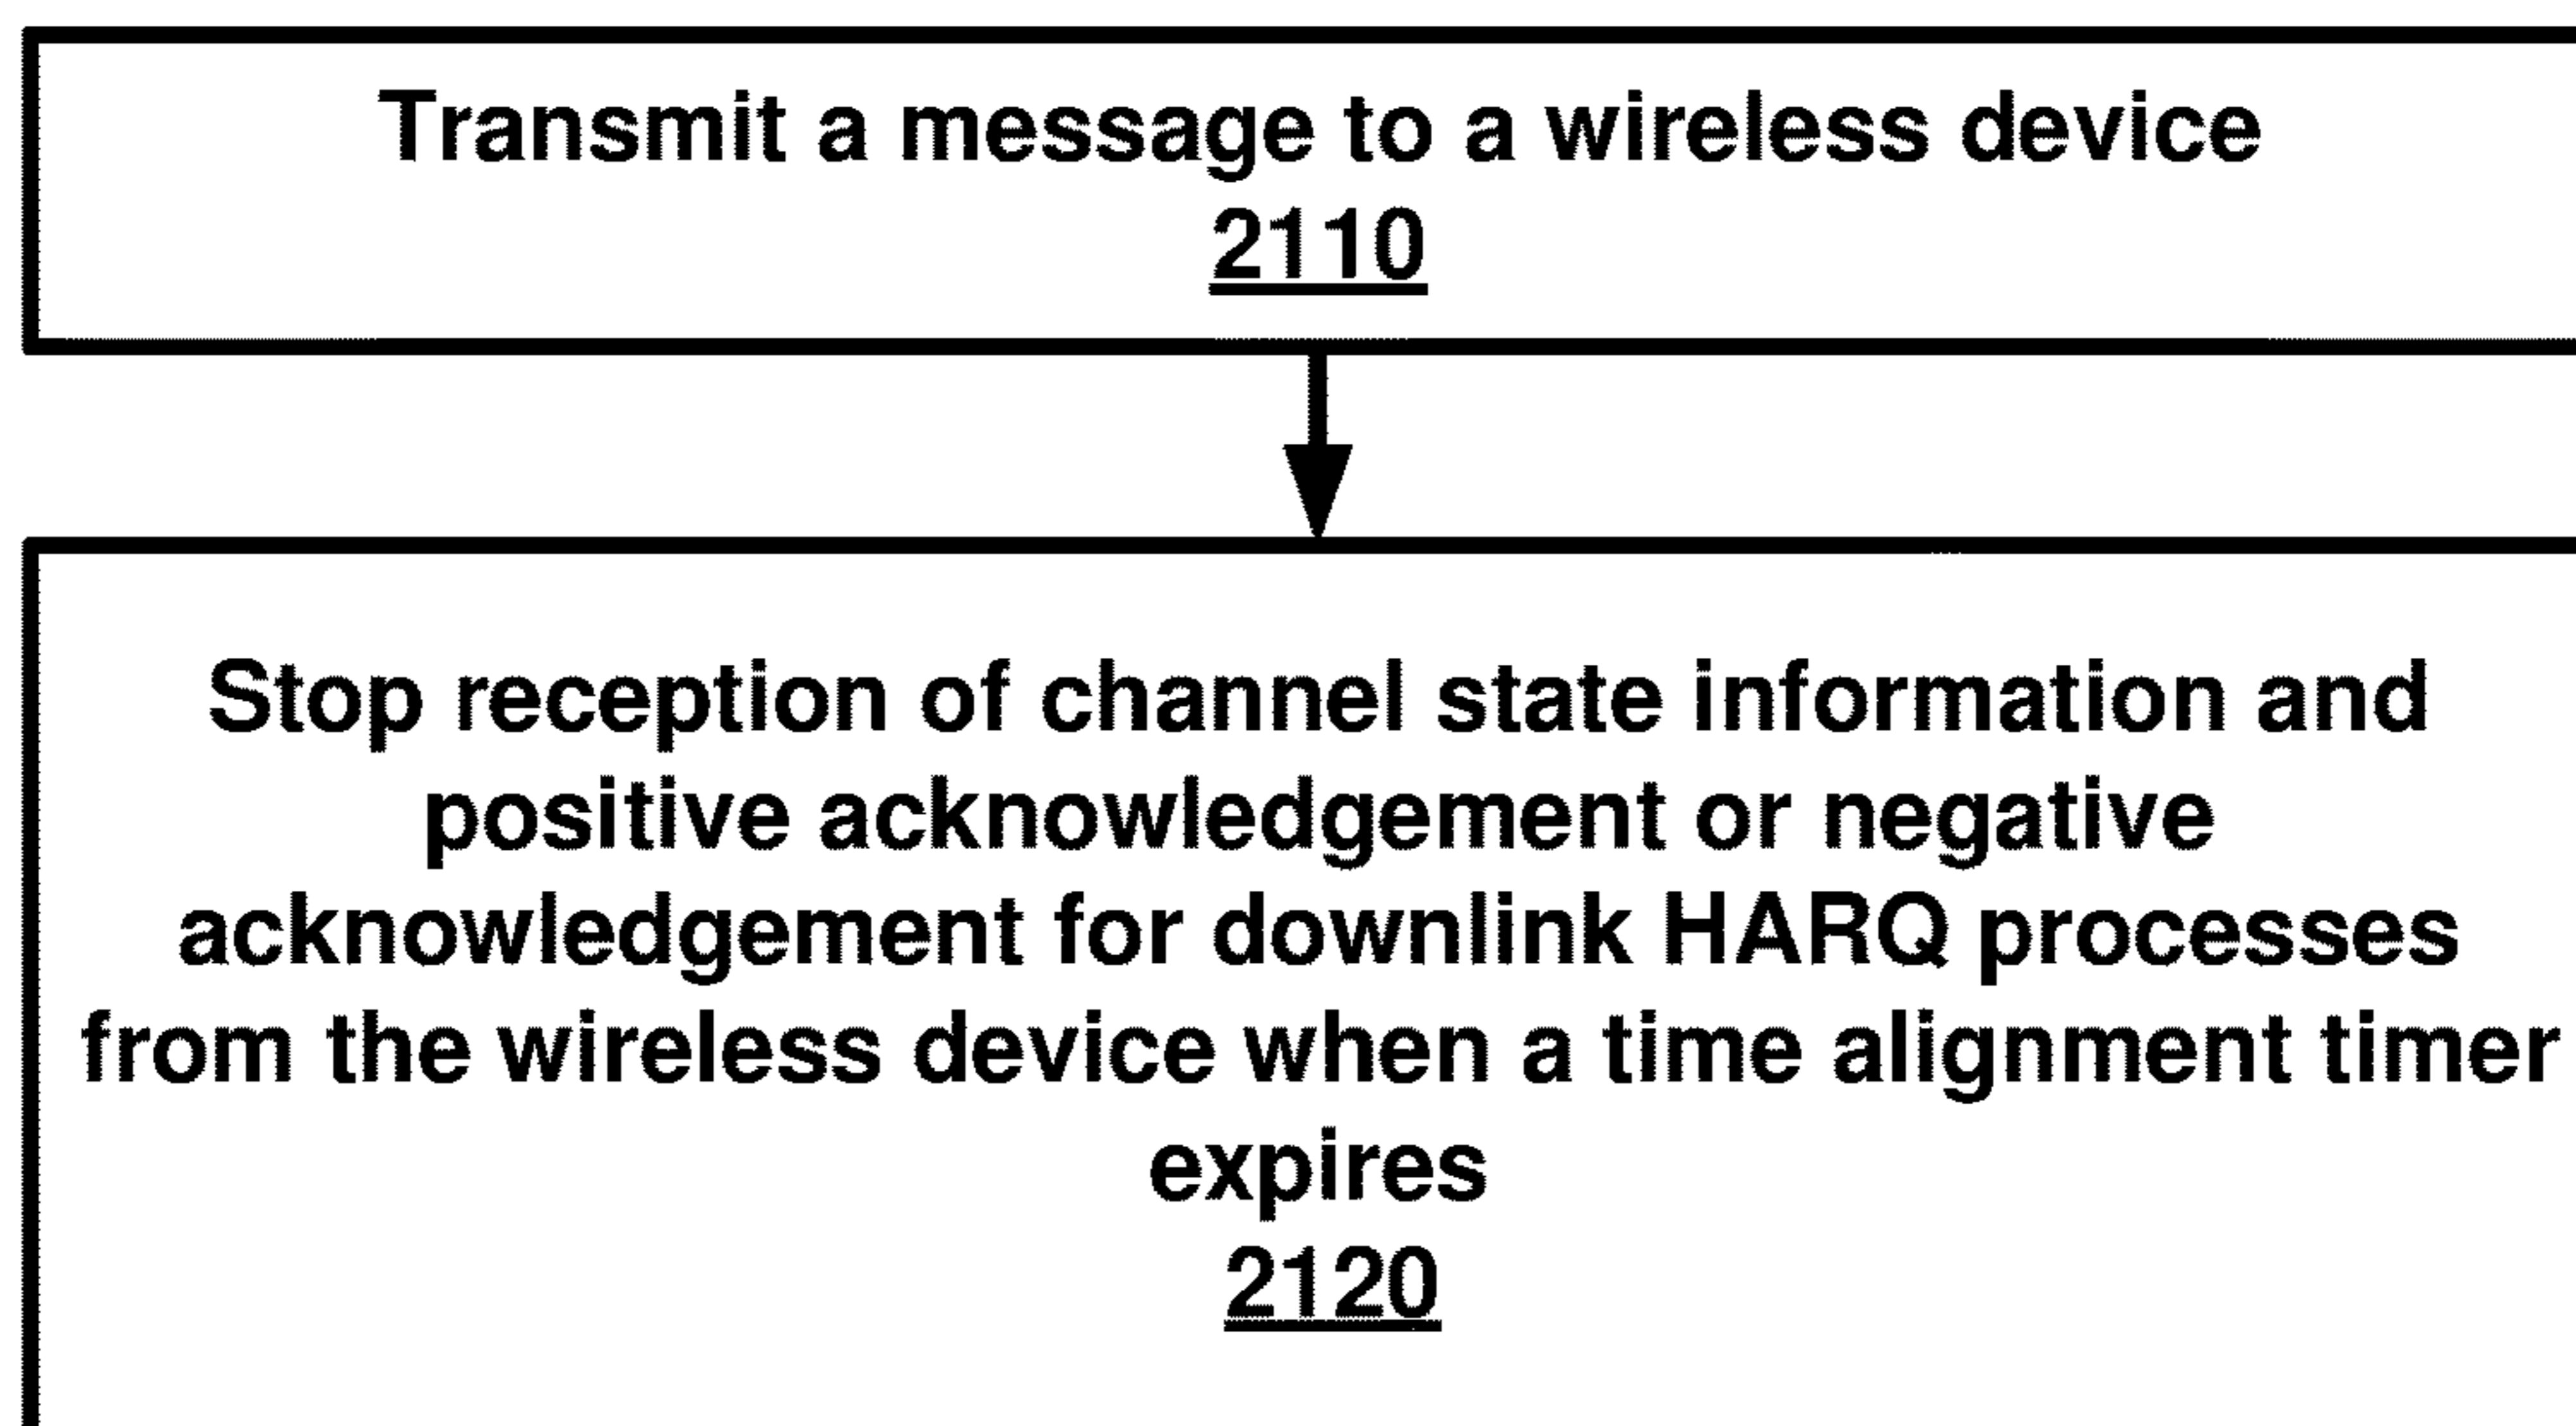 Transmit a message to a wireless device
2110
Stop reception of channel state information and
positive acknowledgement or negative
acknowledgement for downlink HARQ processes
from the wireless device when a time alignment timer
expires
2120